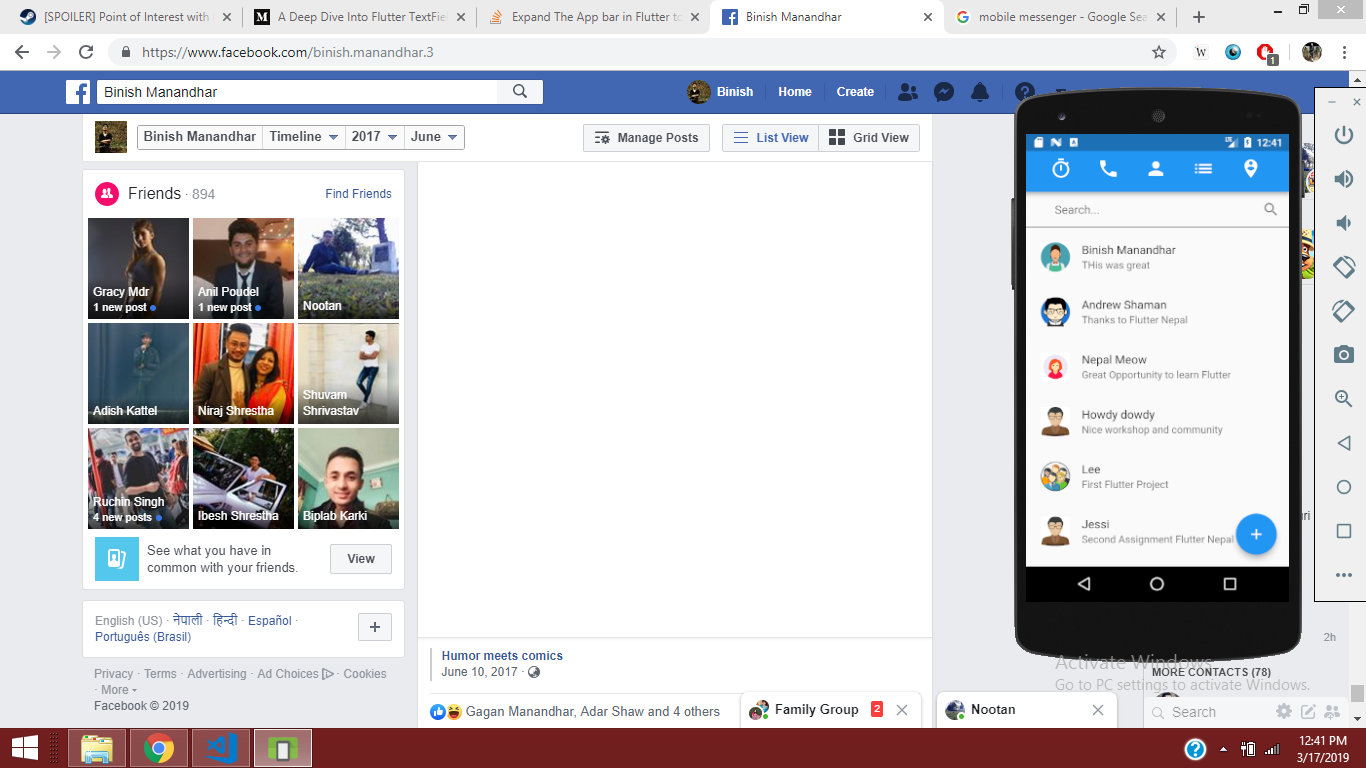 [SPOILER] Point of Interest with
A Deep Dive Into Flutter TextFiel
Expand The App bar in Flutter to
Binish Manandhar
mobile messenger - Google Sea
https://www.facebook.com/binish.manandhar.3
Binish Manandhar
Binish
Home
Create
Binish Manandhar
Timeline
2017
June
Manage Posts
List View
Grid View
Friends · 894
Find Friends
Gracy Mdr
1 new post
Anil Poudel
1 new post
Nootan
Adish Kattel
Niraj Shrestha
Shuvam
Shrivastav
Ruchin Singh
4 new posts
Ibesh Shrestha
Biplab Karki
See what you have in
common with your friends.
View
English (US) · नेपाली · हिन्दी · Español ·
Português (Brasil)
Privacy · Terms · Advertising · Ad Choices · Cookies
· More
Facebook © 2019
Humor meets comics
June 10, 2017 ·
Gagan Manandhar, Adar Shaw and 4 others
Family Group
2
Nootan
12:41
Search...
Binish Manandhar
THis was great
Andrew Shaman
Thanks to Flutter Nepal
Nepal Meow
Great Opportunity to learn Flutter
Howdy dowdy
Nice workshop and community
Lee
First Flutter Project
Jessi
Second Assignment Flutter Nepal
ri
2h
Activate Windows
Go to PC settings to activate Windows.
MORE CONTACTS (78)
Search
12:41 PM
3/17/2019